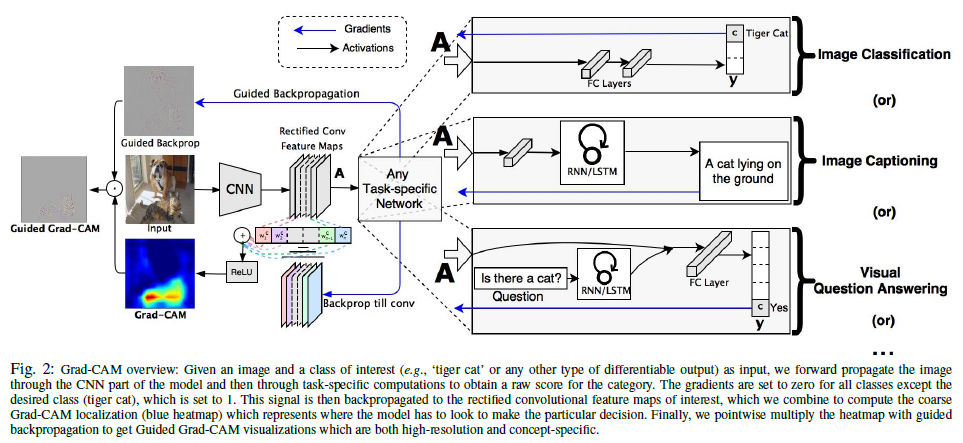 Gradients
Activations
A
c Tiger Cat
FC Layers
y
Image Classification
(or)
Guided Backpropagation
Guided Backprop
Rectified Conv
Feature Maps
A
Input
CNN
Any
Task-specific
Network
Guided Grad-CAM
A
RNN/LSTM
A cat lying on
the ground
Image Captioning
(or)
+
ReLU
Grad-CAM
Backprop till conv
A
Is there a cat?
Question
RNN/LSTM
FC Layer
c Yes
y
Visual
Question Answering
(or)
...
Fig. 2: Grad-CAM overview: Given an image and a class of interest (e.g., ‘tiger cat’ or any other type of differentiable output) as input, we forward propagate the image
through the CNN part of the model and then through task-specific computations to obtain a raw score for the category. The gradients are set to zero for all classes except the
desired class (tiger cat), which is set to 1. This signal is then backpropagated to the rectified convolutional feature maps of interest, which we combine to compute the coarse
Grad-CAM localization (blue heatmap) which represents where the model has to look to make the particular decision. Finally, we pointwise multiply the heatmap with guided
backpropagation to get Guided Grad-CAM visualizations which are both high-resolution and concept-specific.